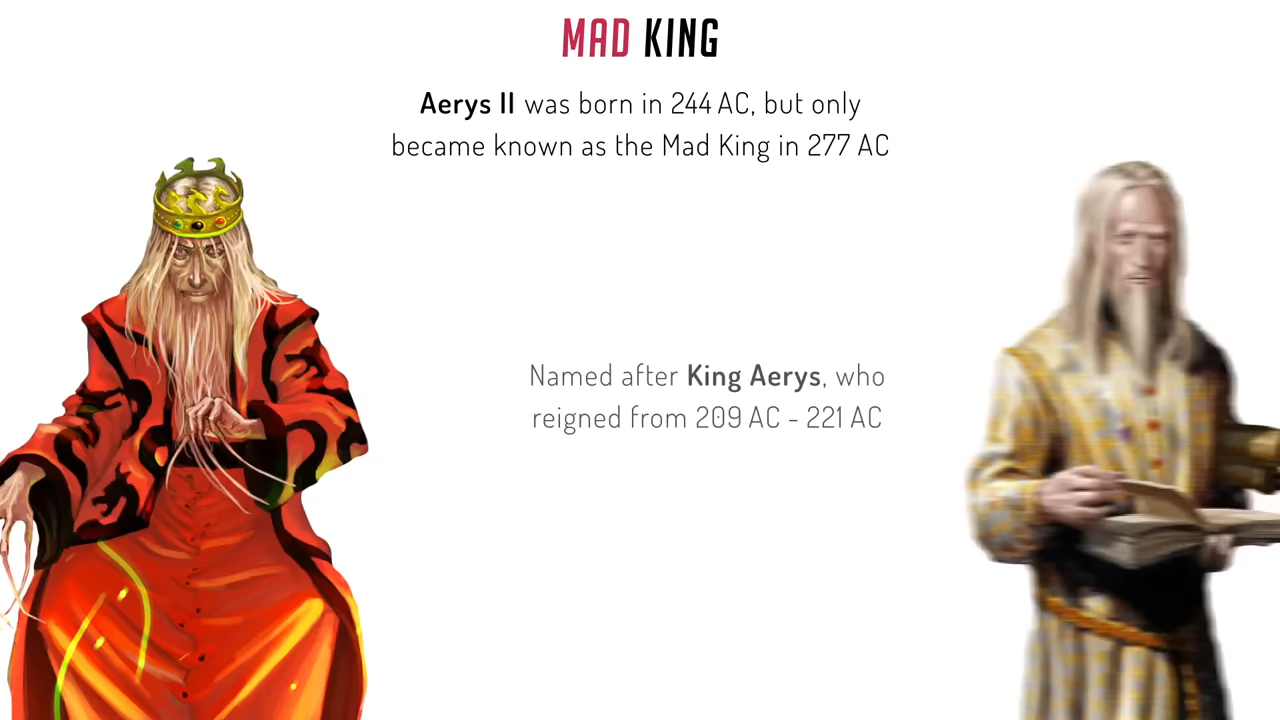 MAD KING
Aerys II was born in 244 AC, but only
became known as the Mad King in 277 AC
Named after King Aerys, who
reigned from 209 AC - 221 AC